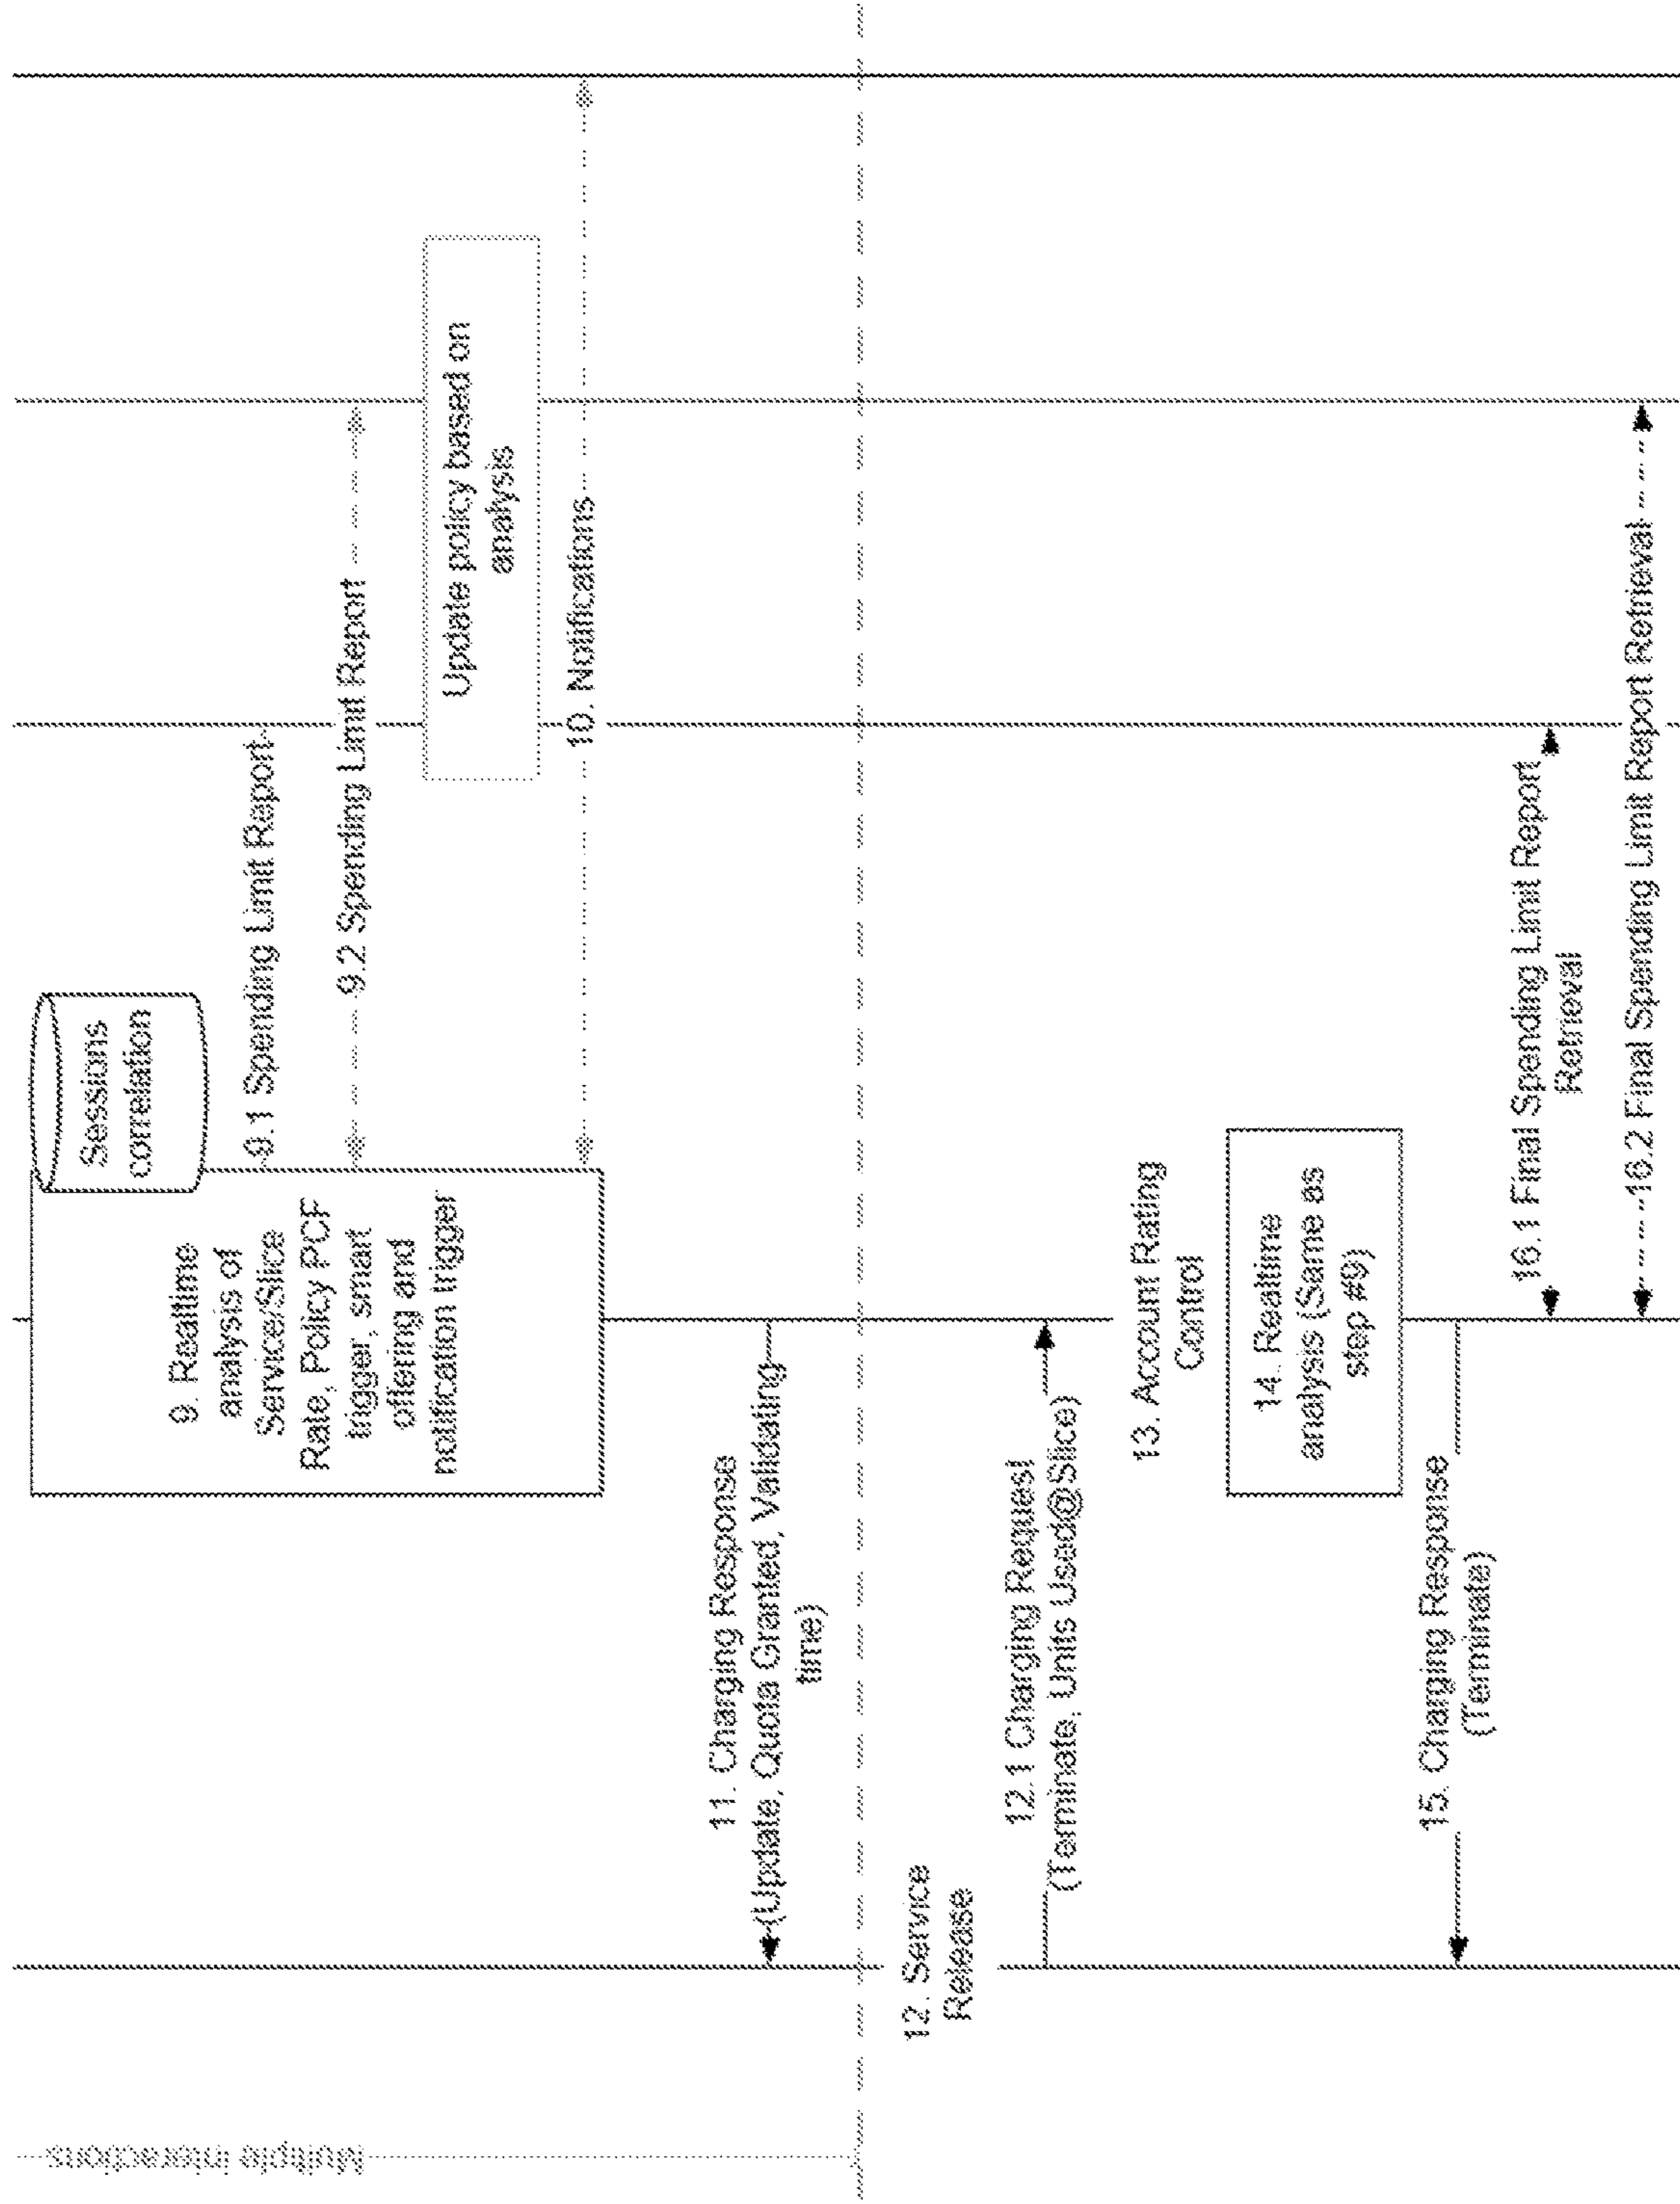 Multiple interactions
9. Realtime
analysis of
Service/Slice
Rate, Policy PCF
trigger, smart
offering and
notification trigger
Sessions
correlation
9.1 Spending Limit Report
9.2 Spending Limit Report
Update policy based on
analysis
10. Notifications
11. Charging Response
(Update, Quota Granted, Validating
time)
12. Service
Release
12.1 Charging Request
(Terminate, Units Used@Slice)
13. Account Rating
Control
14. Realtime
analysis (Same as
step #9)
15. Charging Response
(Terminate)
16.1 Final Spending Limit Report
Retrieval
16.2 Final Spending Limit Report Retrieval